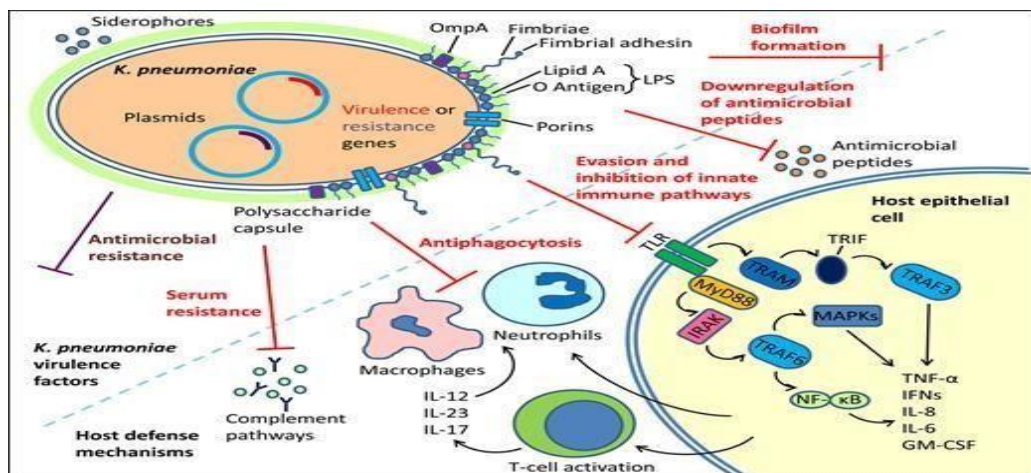 Siderophores
K. pneumoniae
Plasmids
Virulence or
resistance
genes
OmpA
Fimbriae
Fimbrial adhesin
Lipid A
O Antigen
LPS
Porins
Polysaccharide
capsule
Biofilm
formation
Downregulation
of antimicrobial
peptides
Antimicrobial
peptides
Evasion and
inhibition of innate
immune pathways
Antimicrobial
resistance
Serum
resistance
Antiphagocytosis
K. pneumoniae
virulence
factors
Host defense
mechanisms
Complement
pathways
Macrophages
Neutrophils
IL-12
IL-23
IL-17
T-cell activation
Host epithelial
cell
TLR
MyD88
IRAK
TRAM
TRIF
TRAF3
MAPKs
TRAF6
NF-κB
TNF-α
IFNs
IL-8
IL-6
GM-CSF